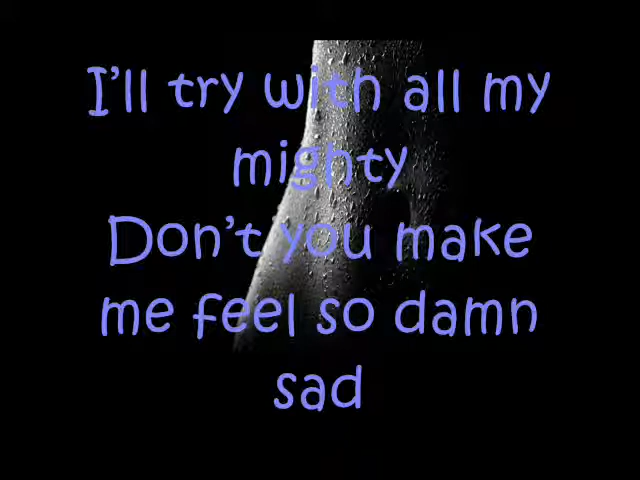 I’ll try with all my
mighty
Don’t you make
me feel so damn
sad